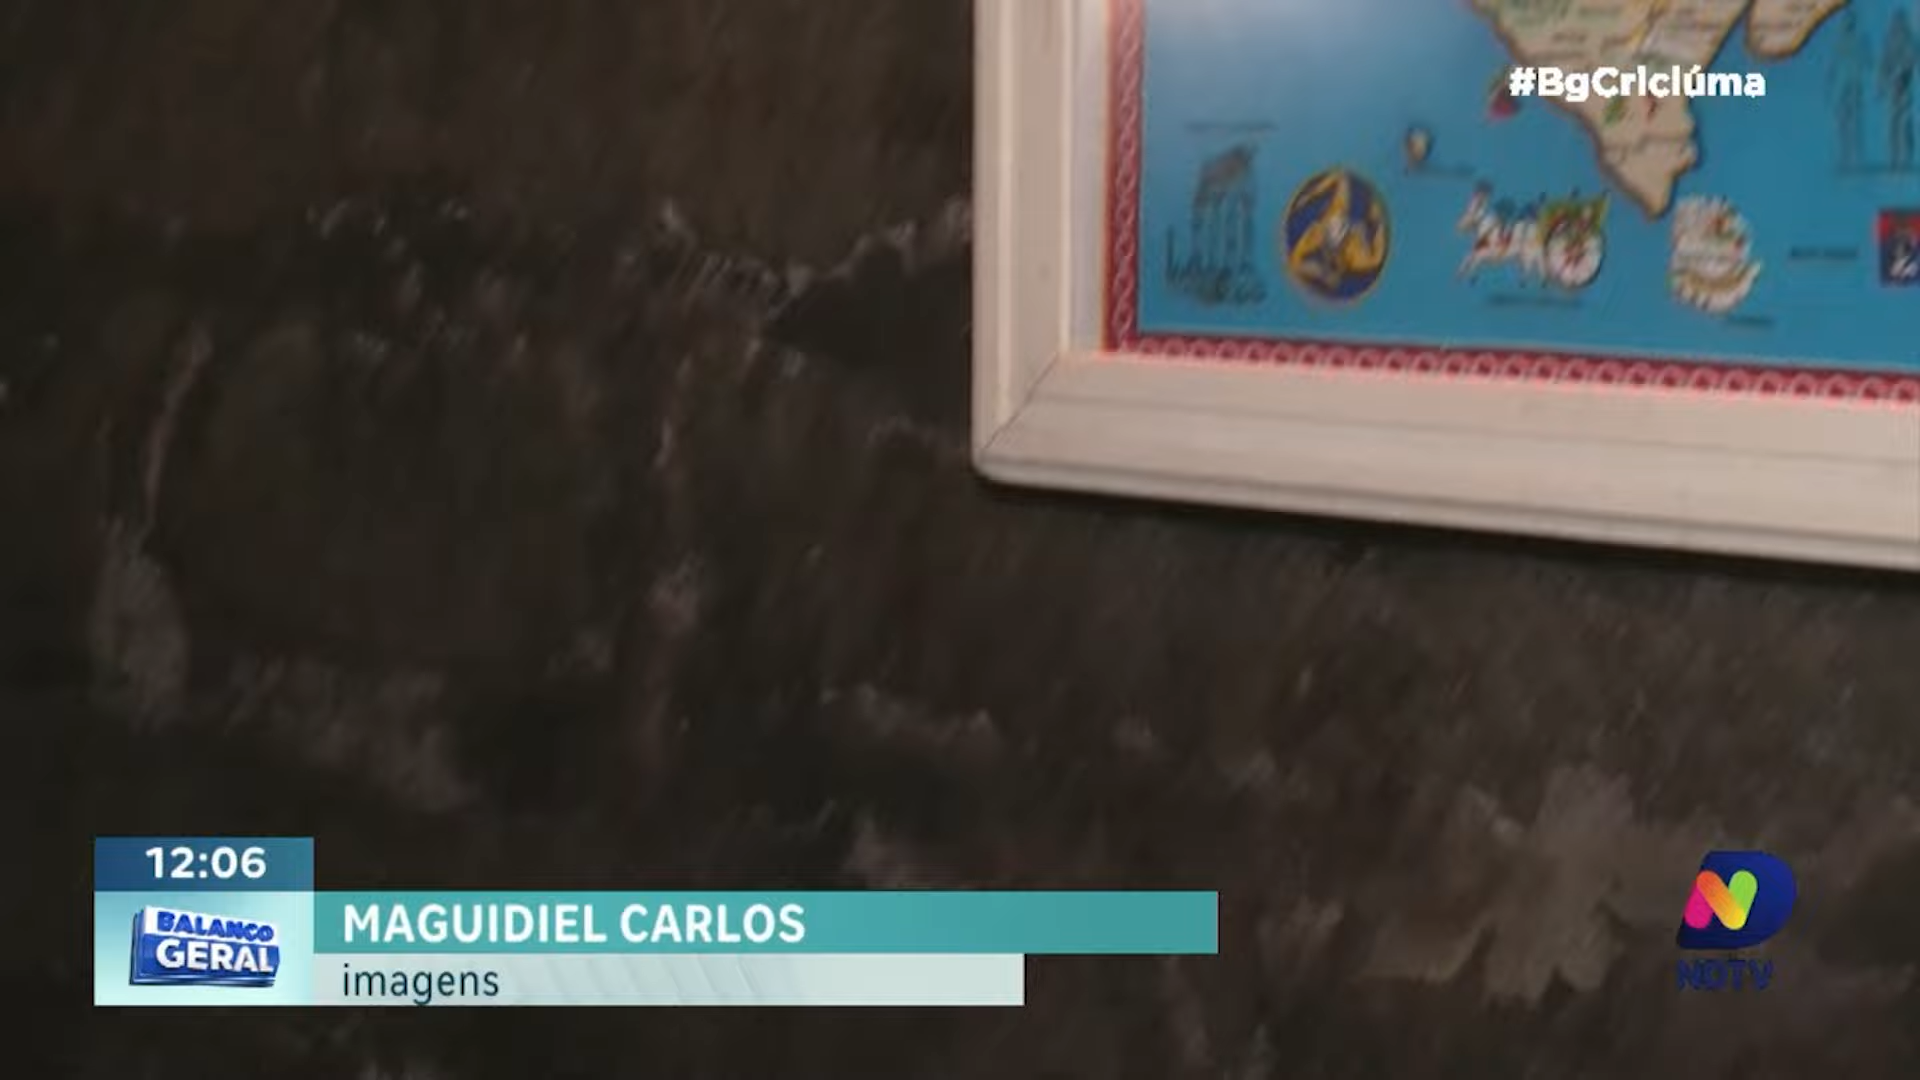 #BgCriciúma
12:06
BALANÇO
GERAL
MAGUIDIEL CARLOS
imagens
NDTV